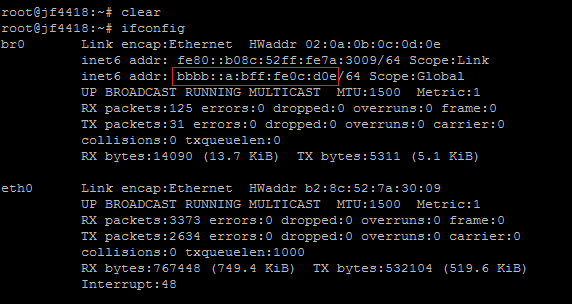 root@jf4418:~# clear
root@jf4418:~# ifconfig
br0       Link encap:Ethernet  HWaddr 02:0a:0b:0c:0d:0e
          inet6 addr: fe80::b08c:52ff:fe7a:3009/64 Scope:Link
          inet6 addr: bbbb::a:bff:fe0c:d0e/64 Scope:Global
          UP BROADCAST RUNNING MULTICAST  MTU:1500  Metric:1
          RX packets:125 errors:0 dropped:0 overruns:0 frame:0
          TX packets:31 errors:0 dropped:0 overruns:0 carrier:0
          collisions:0 txqueuelen:0
          RX bytes:14090 (13.7 KiB)  TX bytes:5311 (5.1 KiB)
eth0      Link encap:Ethernet  HWaddr b2:8c:52:7a:30:09
          UP BROADCAST RUNNING MULTICAST  MTU:1500  Metric:1
          RX packets:3373 errors:0 dropped:0 overruns:0 frame:0
          TX packets:2634 errors:0 dropped:0 overruns:0 carrier:0
          collisions:0 txqueuelen:1000
          RX bytes:767448 (749.4 KiB)  TX bytes:532104 (519.6 KiB)
          Interrupt:48